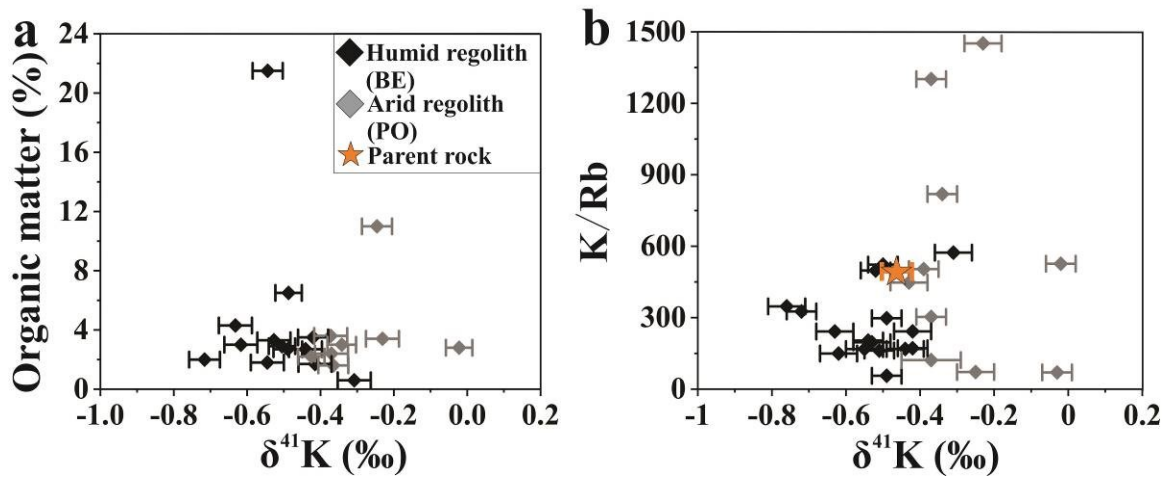 a
Organic matter (%)
24
20
16
12
8
4
0
-1.0 -0.8 -0.6 -0.4 -0.2 0.0 0.2
δ⁴¹K (‰)
Humid regolith
(BE)
Arid regolith
(PO)
Parent rock
b
K/Rb
1500
1200
900
600
300
0
-1 -0.8 -0.6 -0.4 -0.2 0 0.2
δ⁴¹K (‰)